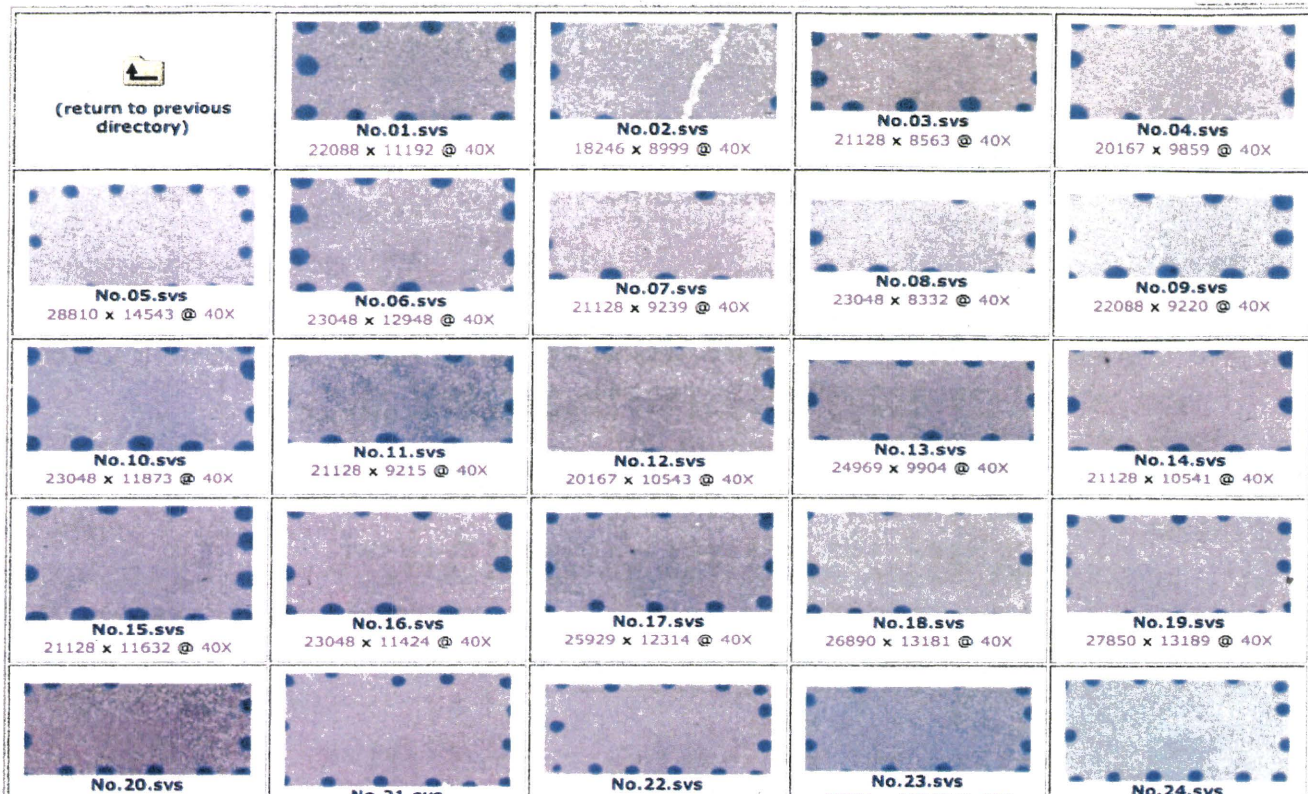 (return to previous
directory)
No.01.svs
22088 x 11192 @ 40X
No.02.svs
18246 x 8999 @ 40X
No.03.svs
21128 x 8563 @ 40X
No.04.svs
20167 x 9859 @ 40X
No.05.svs
28810 x 14543 @ 40X
No.06.svs
23048 x 12948 @ 40X
No.07.svs
21128 x 9239 @ 40X
No.08.svs
23048 x 8332 @ 40X
No.09.svs
22088 x 9220 @ 40X
No.10.svs
23048 x 11873 @ 40X
No.11.svs
21128 x 9215 @ 40X
No.12.svs
20167 x 10543 @ 40X
No.13.svs
24969 x 9904 @ 40X
No.14.svs
21128 x 10541 @ 40X
No.15.svs
21128 x 11632 @ 40X
No.16.svs
23048 x 11424 @ 40X
No.17.svs
25929 x 12314 @ 40X
No.18.svs
26890 x 13181 @ 40X
No.19.svs
27850 x 13189 @ 40X
No.20.svs
No.21.svs
No.22.svs
No.23.svs
No.24.svs